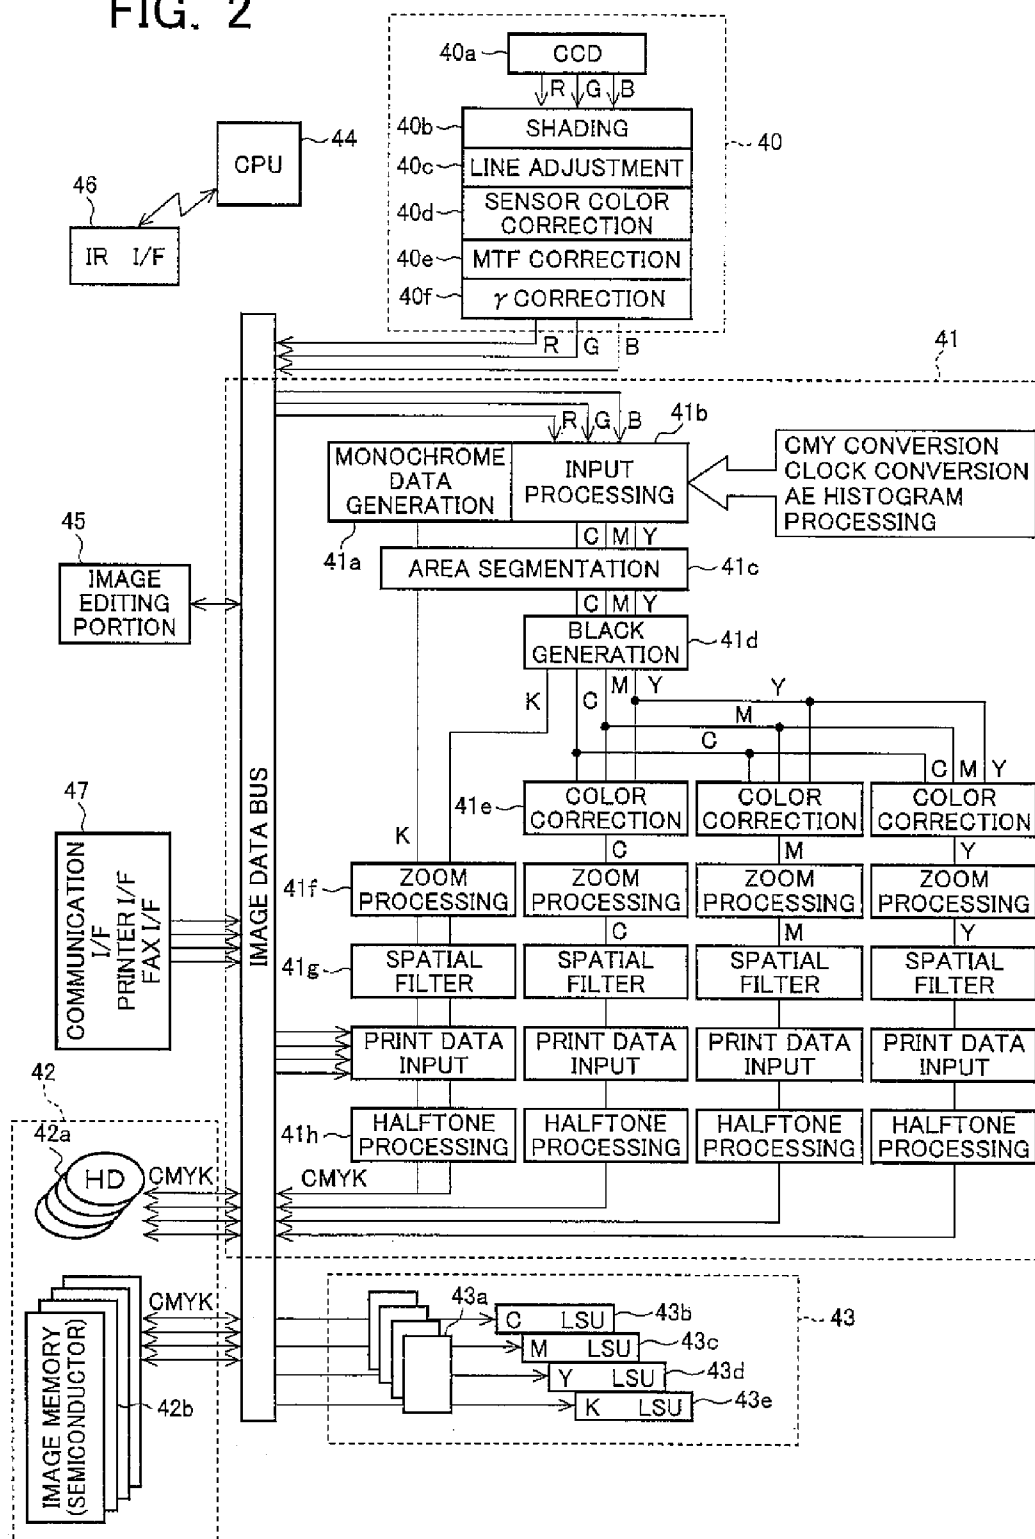 FIG. 2
40a
CCD
R G B
40b
SHADING
40
40c
LINE ADJUSTMENT
40d
SENSOR COLOR
CORRECTION
40e
MTF CORRECTION
40f
γ CORRECTION
R G B
44
CPU
46
IR I/F
41
R G B
41b
MONOCHROME
DATA
GENERATION
41a
INPUT
PROCESSING
CMY CONVERSION
CLOCK CONVERSION
AE HISTOGRAM
PROCESSING
C M Y
AREA SEGMENTATION
41c
C M Y
BLACK
GENERATION
41d
45
IMAGE
EDITING
PORTION
K
C
M Y
Y
M
C
C M Y
IMAGE DATA BUS
47
COMMUNICATION
I/F
PRINTER I/F
FAX I/F
K
41e
COLOR
CORRECTION
COLOR
CORRECTION
COLOR
CORRECTION
C
M
Y
41f
ZOOM
PROCESSING
ZOOM
PROCESSING
ZOOM
PROCESSING
ZOOM
PROCESSING
C
M
Y
41g
SPATIAL
FILTER
SPATIAL
FILTER
SPATIAL
FILTER
SPATIAL
FILTER
PRINT DATA
INPUT
PRINT DATA
INPUT
PRINT DATA
INPUT
PRINT DATA
INPUT
41h
HALFTONE
PROCESSING
HALFTONE
PROCESSING
HALFTONE
PROCESSING
HALFTONE
PROCESSING
CMYK
42
42a
HD
CMYK
CMYK
IMAGE MEMORY
(SEMICONDUCTOR)
42b
43a
C LSU
43b
M LSU
43c
Y LSU
43d
K LSU
43e
43